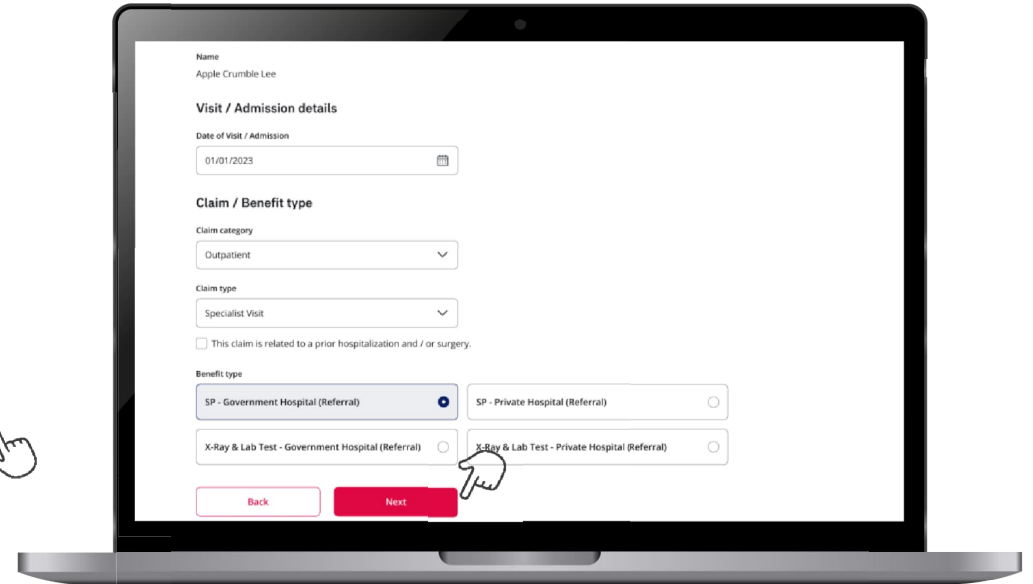 Name
Apple Crumble Lee
Visit / Admission details
Date of Visit / Admission
01/01/2023
Claim / Benefit type
Claim category
Outpatient
Claim type
Specialist Visit
This claim is related to a prior hospitalization and / or surgery.
Benefit type
SP - Government Hospital (Referral)
SP - Private Hospital (Referral)
X-Ray & Lab Test - Government Hospital (Referral)
X-Ray & Lab Test - Private Hospital (Referral)
Back
Next